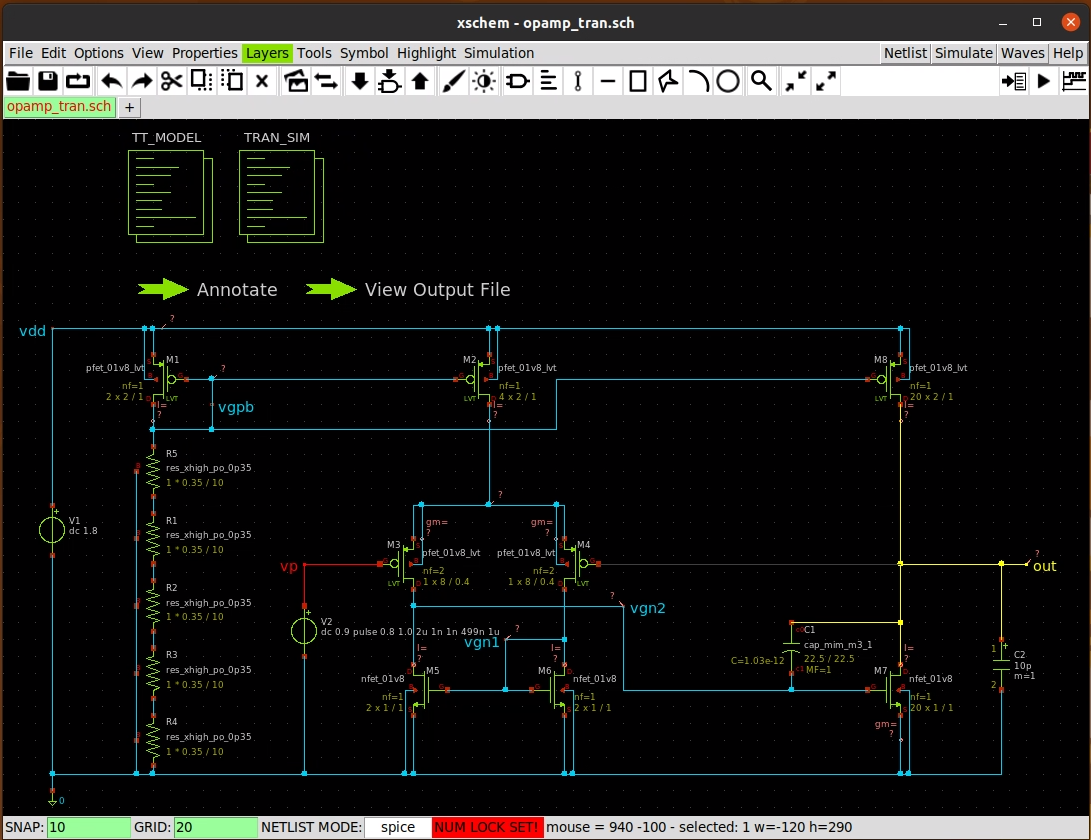 xschem - opamp_tran.sch
File Edit Options View Properties Layers Tools Symbol Highlight Simulation Netlist Simulate Waves Help
opamp_tran.sch +
TT_MODEL TRAN_SIM
Annotate View Output File
vdd
?
M1
pfet_01v8_lvt
nf=1
2 x 2 / 1
LVT
I=
?
?
vgpb
M2
pfet_01v8_lvt
nf=1
4 x 2 / 1
LVT
I=
?
M8
pfet_01v8_lvt
nf=1
20 x 2 / 1
LVT
I=
?
R5
res_xhigh_po_0p35
1 * 0.35 / 10
R1
res_xhigh_po_0p35
1 * 0.35 / 10
R2
res_xhigh_po_0p35
1 * 0.35 / 10
R3
res_xhigh_po_0p35
1 * 0.35 / 10
R4
res_xhigh_po_0p35
1 * 0.35 / 10
V1
dc 1.8
0
?
gm=
?
gm=
?
M3
pfet_01v8_lvt
nf=2
1 x 8 / 0.4
LVT
M4
pfet_01v8_lvt
nf=2
1 x 8 / 0.4
LVT
vp
V2
dc 0.9 pulse 0.8 1.0 2u 1n 1n 499n 1u
?
vgn2
?
vgn1
I=
?
I=
?
M5
nfet_01v8
nf=1
2 x 1 / 1
M6
nfet_01v8
nf=1
2 x 1 / 1
?
out
C1
cap_mim_m3_1
22.5 / 22.5
MF=1
C=1.03e-12
I=
?
M7
nfet_01v8
nf=1
20 x 1 / 1
gm=
?
1
C2
10p
m=1
2
SNAP: 10 GRID: 20 NETLIST MODE: spice NUM LOCK SET! mouse = 940 -100 - selected: 1 w=-120 h=290